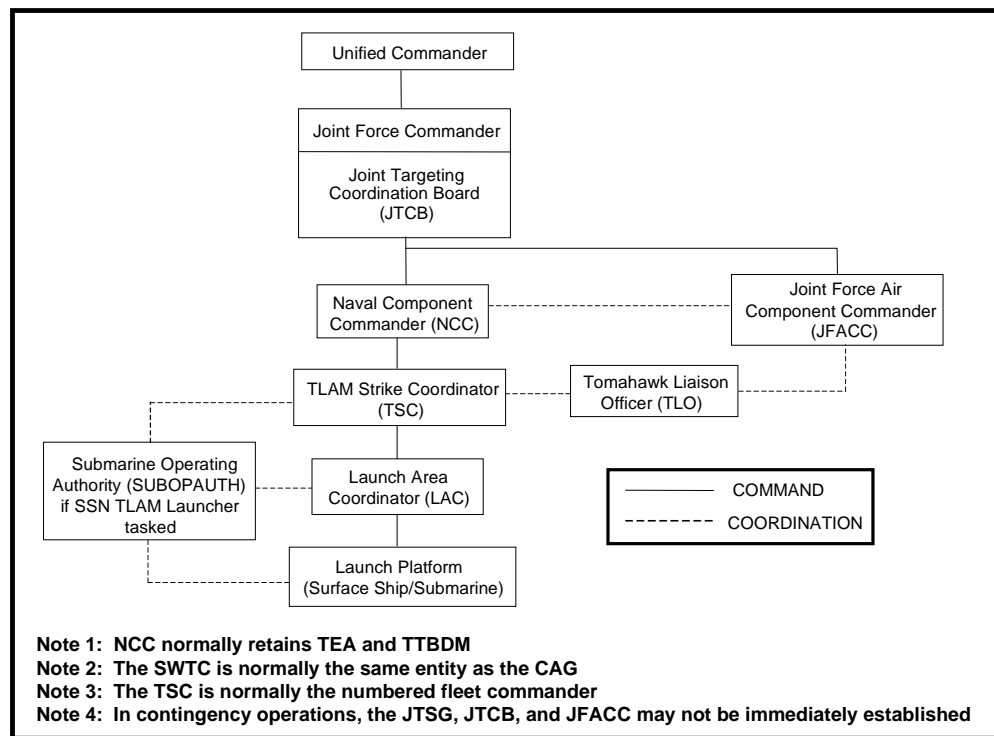 Unified Commander
Joint Force Commander
Joint Targeting
Coordination Board
(JTCB)
Naval Component
Commander (NCC)
Joint Force Air
Component Commander
(JFACC)
TLAM Strike Coordinator
(TSC)
Tomahawk Liaison
Officer (TLO)
Submarine Operating
Authority (SUBOPAUTH)
if SSN TLAM Launcher
tasked
Launch Area
Coordinator (LAC)
Launch Platform
(Surface Ship/Submarine)
COMMAND
COORDINATION
Note 1: NCC normally retains TEA and TTBDM
Note 2: The SWTC is normally the same entity as the CAG
Note 3: The TSC is normally the numbered fleet commander
Note 4: In contingency operations, the JTSG, JTCB, and JFACC may not be immediately established